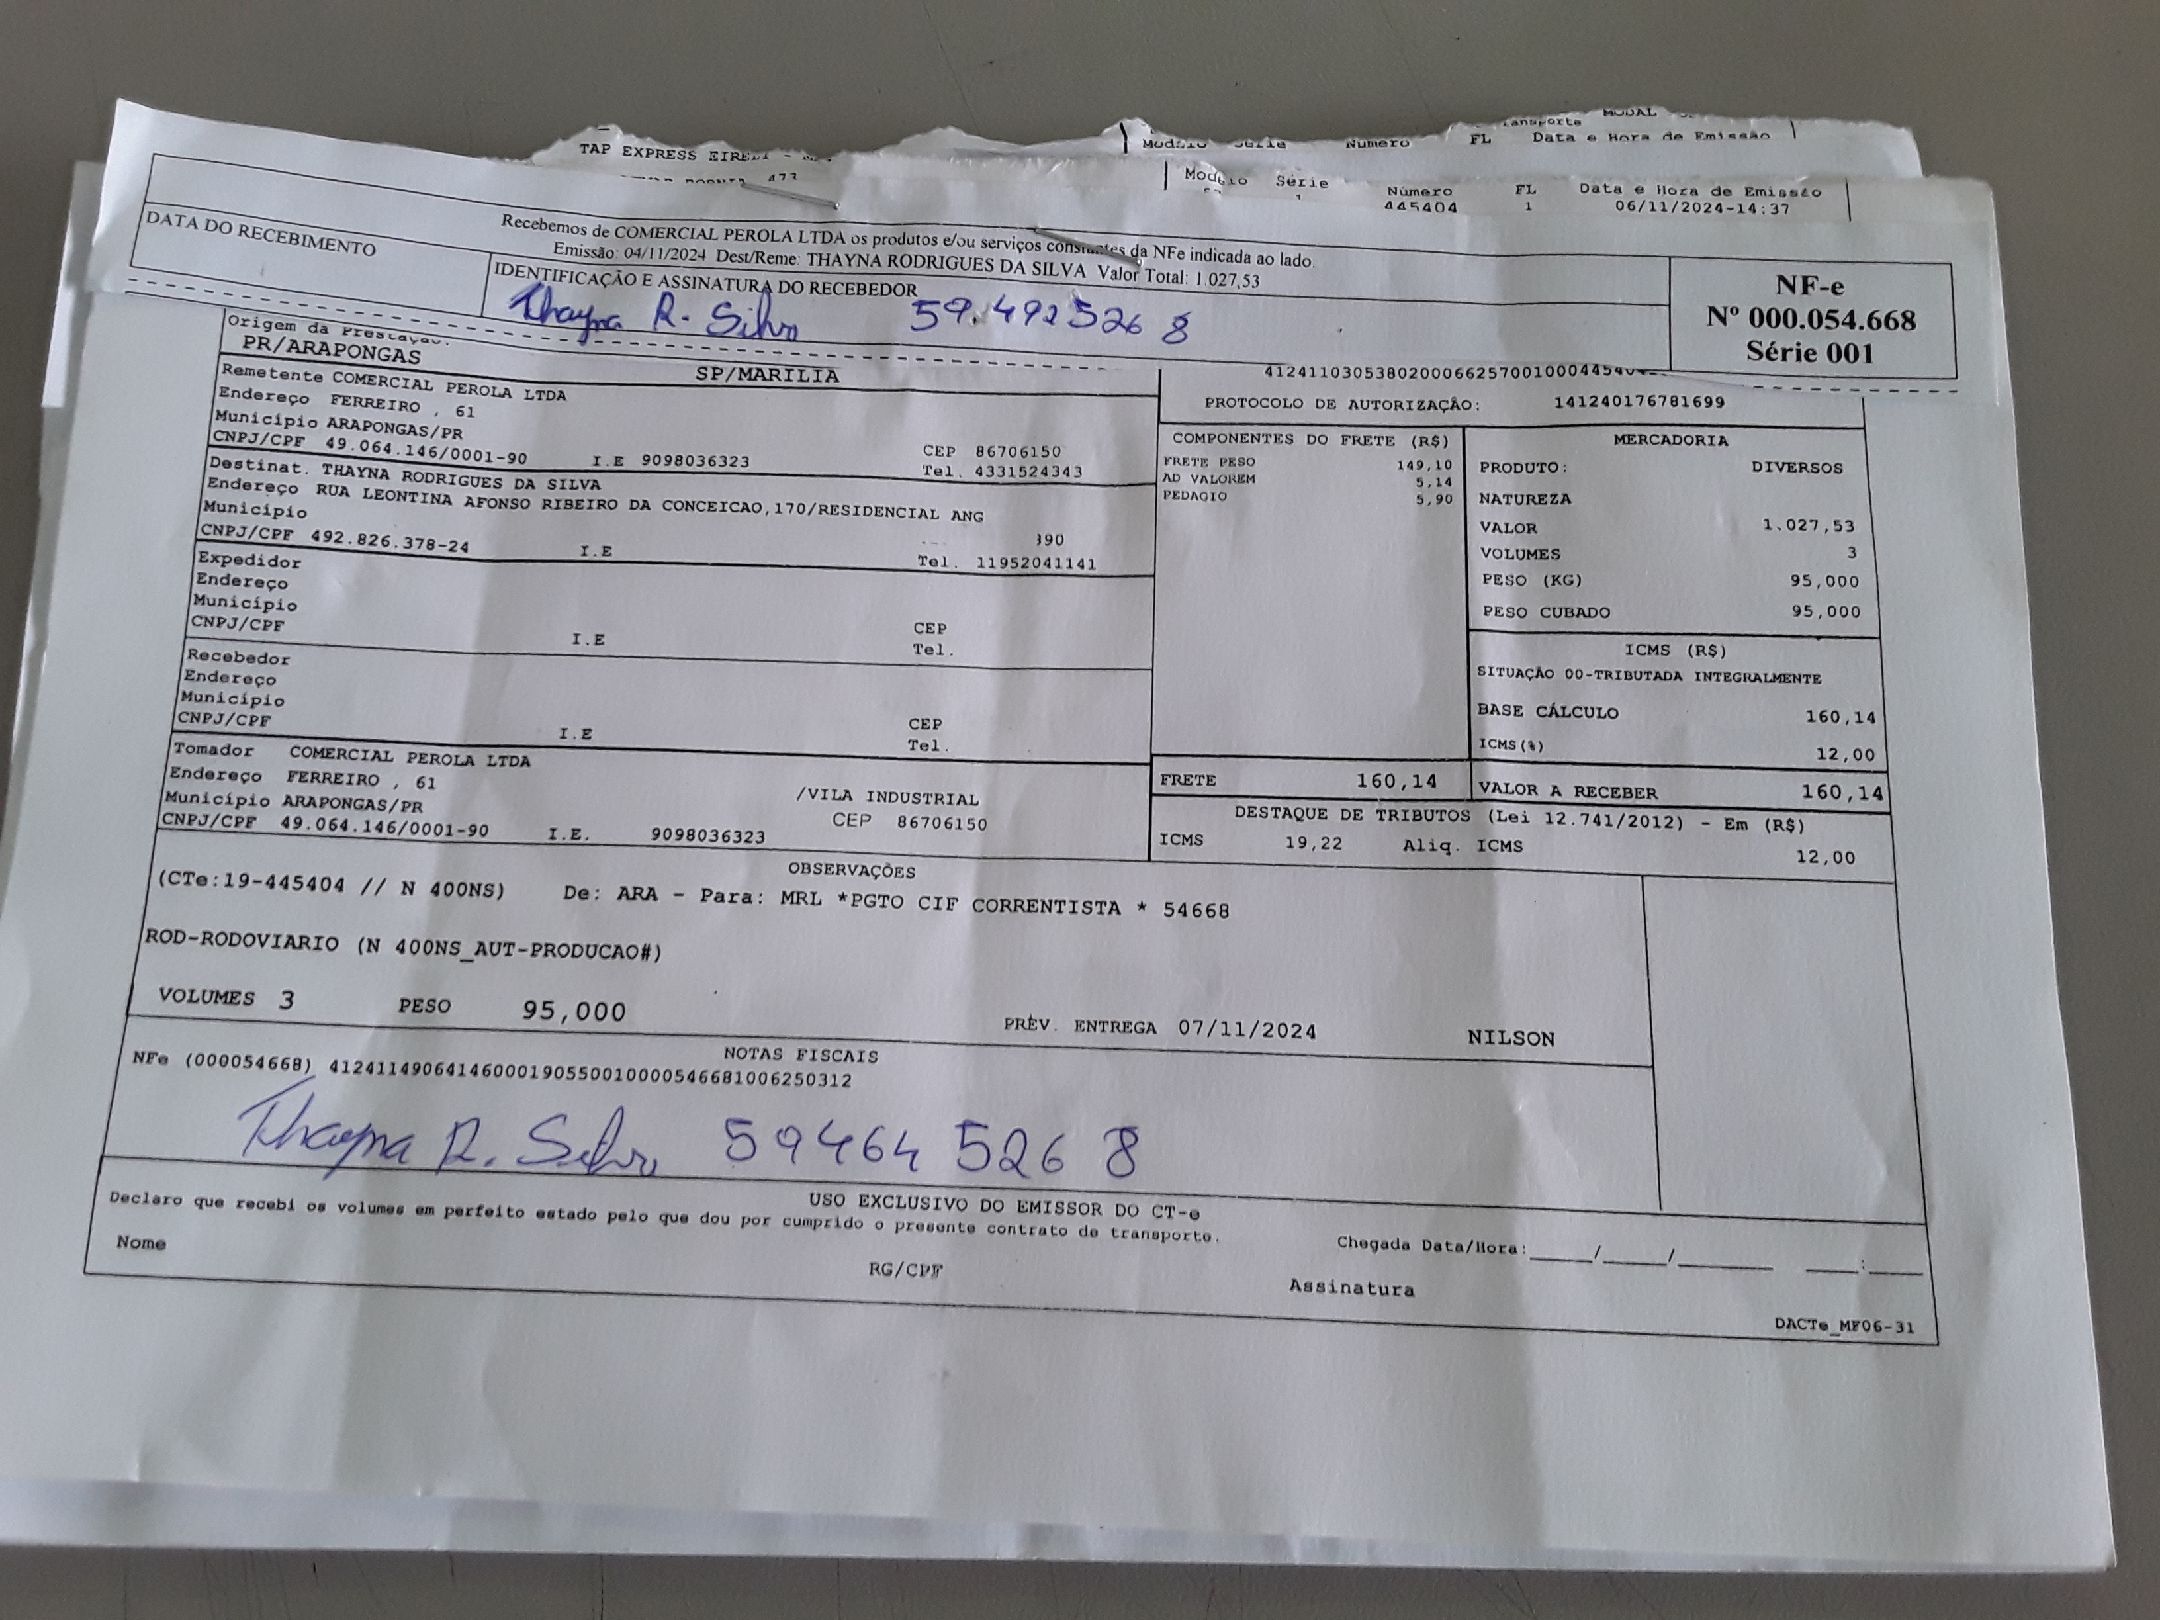 TAP EXPRESS
Modelo Série Numero FL Data e Hora de Emissão
Modelo Série Número FL Data e Hora de Emissão
1 445404 1 06/11/2024-14:37
Recebemos de COMERCIAL PEROLA LTDA os produtos e/ou serviços constantes da NFe indicada ao lado.
Emissão: 04/11/2024 Dest/Reme: THAYNA RODRIGUES DA SILVA Valor Total: 1.027,53
DATA DO RECEBIMENTO
IDENTIFICAÇÃO E ASSINATURA DO RECEBEDOR
Thayna R. Silva 59.492526 8
NF-e
Nº 000.054.668
Série 001
Origem da Prestação.
PR/ARAPONGAS
SP/MARILIA
Remetente COMERCIAL PEROLA LTDA
Endereço FERREIRO , 61
Município ARAPONGAS/PR CEP 86706150
CNPJ/CPF 49.064.146/0001-90 I.E 9098036323 Tel. 4331524343
Destinat. THAYNA RODRIGUES DA SILVA
Endereço RUA LEONTINA AFONSO RIBEIRO DA CONCEICAO,170/RESIDENCIAL ANG
Município 390
CNPJ/CPF 492.826.378-24 I.E Tel. 11952041141
Expedidor
Endereço
Município CEP
CNPJ/CPF I.E Tel.
Recebedor
Endereço
Município CEP
CNPJ/CPF I.E Tel.
Tomador COMERCIAL PEROLA LTDA
Endereço FERREIRO , 61 /VILA INDUSTRIAL
Município ARAPONGAS/PR CEP 86706150
CNPJ/CPF 49.064.146/0001-90 I.E. 9098036323
PROTOCOLO DE AUTORIZAÇÃO: 141240176781699
COMPONENTES DO FRETE (R$)
FRETE PESO 149,10
AD VALOREM 5,14
PEDAGIO 5,90
FRETE 160,14
MERCADORIA
PRODUTO: DIVERSOS
NATUREZA
VALOR 1.027,53
VOLUMES 3
PESO (KG) 95,000
PESO CUBADO 95,000
ICMS (R$)
SITUAÇÃO 00-TRIBUTADA INTEGRALMENTE
BASE CÁLCULO 160,14
ICMS(%) 12,00
VALOR A RECEBER 160,14
DESTAQUE DE TRIBUTOS (Lei 12.741/2012) - Em (R$)
ICMS 19,22 Aliq. ICMS 12,00
OBSERVAÇÕES
(CTe:19-445404 // N 400NS) De: ARA - Para: MRL *PGTO CIF CORRENTISTA * 54668
ROD-RODOVIARIO (N 400NS_AUT-PRODUCAO#)
VOLUMES 3 PESO 95,000 PREV. ENTREGA 07/11/2024 NILSON
NOTAS FISCAIS
NFe (000054668) 41241149064146000190550010000546681006250312
Thayna R. Silva 59464 526 8
USO EXCLUSIVO DO EMISSOR DO CT-e
Declaro que recebi os volumes em perfeito estado pelo que dou por cumprido o presente contrato de transporte.
Chegada Data/Hora:____/____/______ ___:___
Nome RG/CPF Assinatura
DACTe_MF06-31